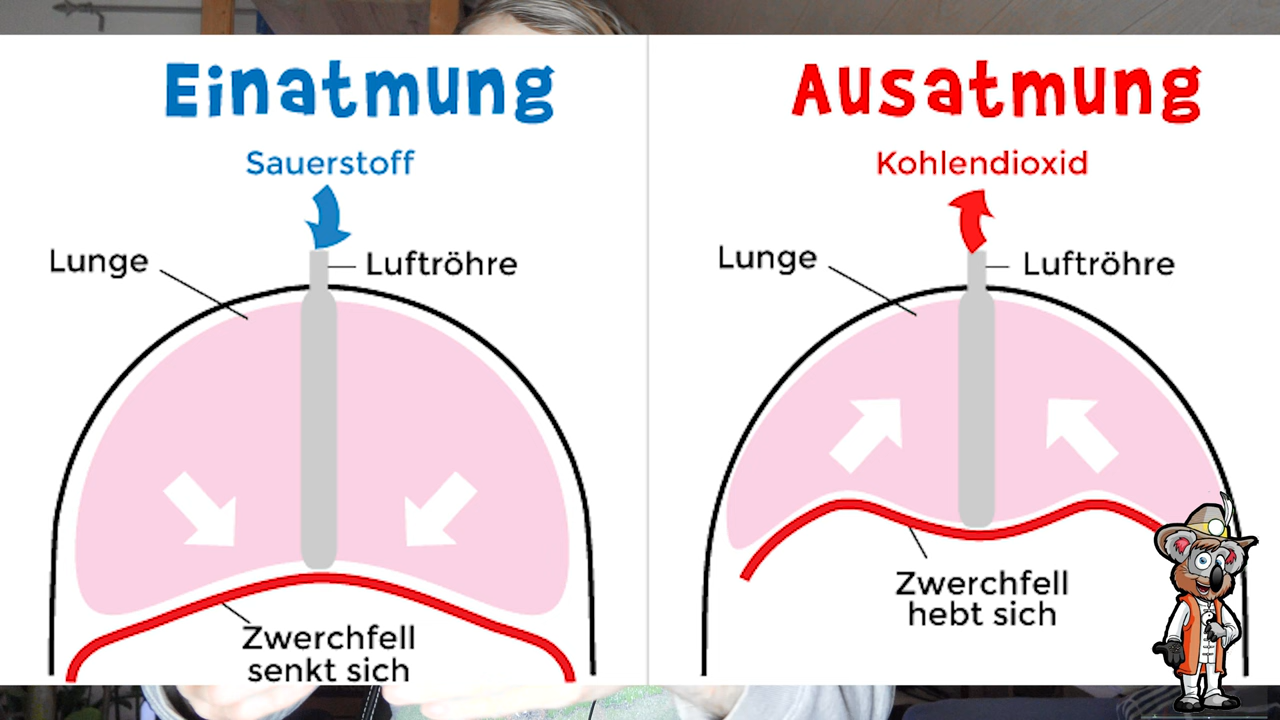 Einatmung
Sauerstoff
Lunge
Luftröhre
Zwerchfell
senkt sich
Ausatmung
Kohlendioxid
Lunge
Luftröhre
Zwerchfell
hebt sich